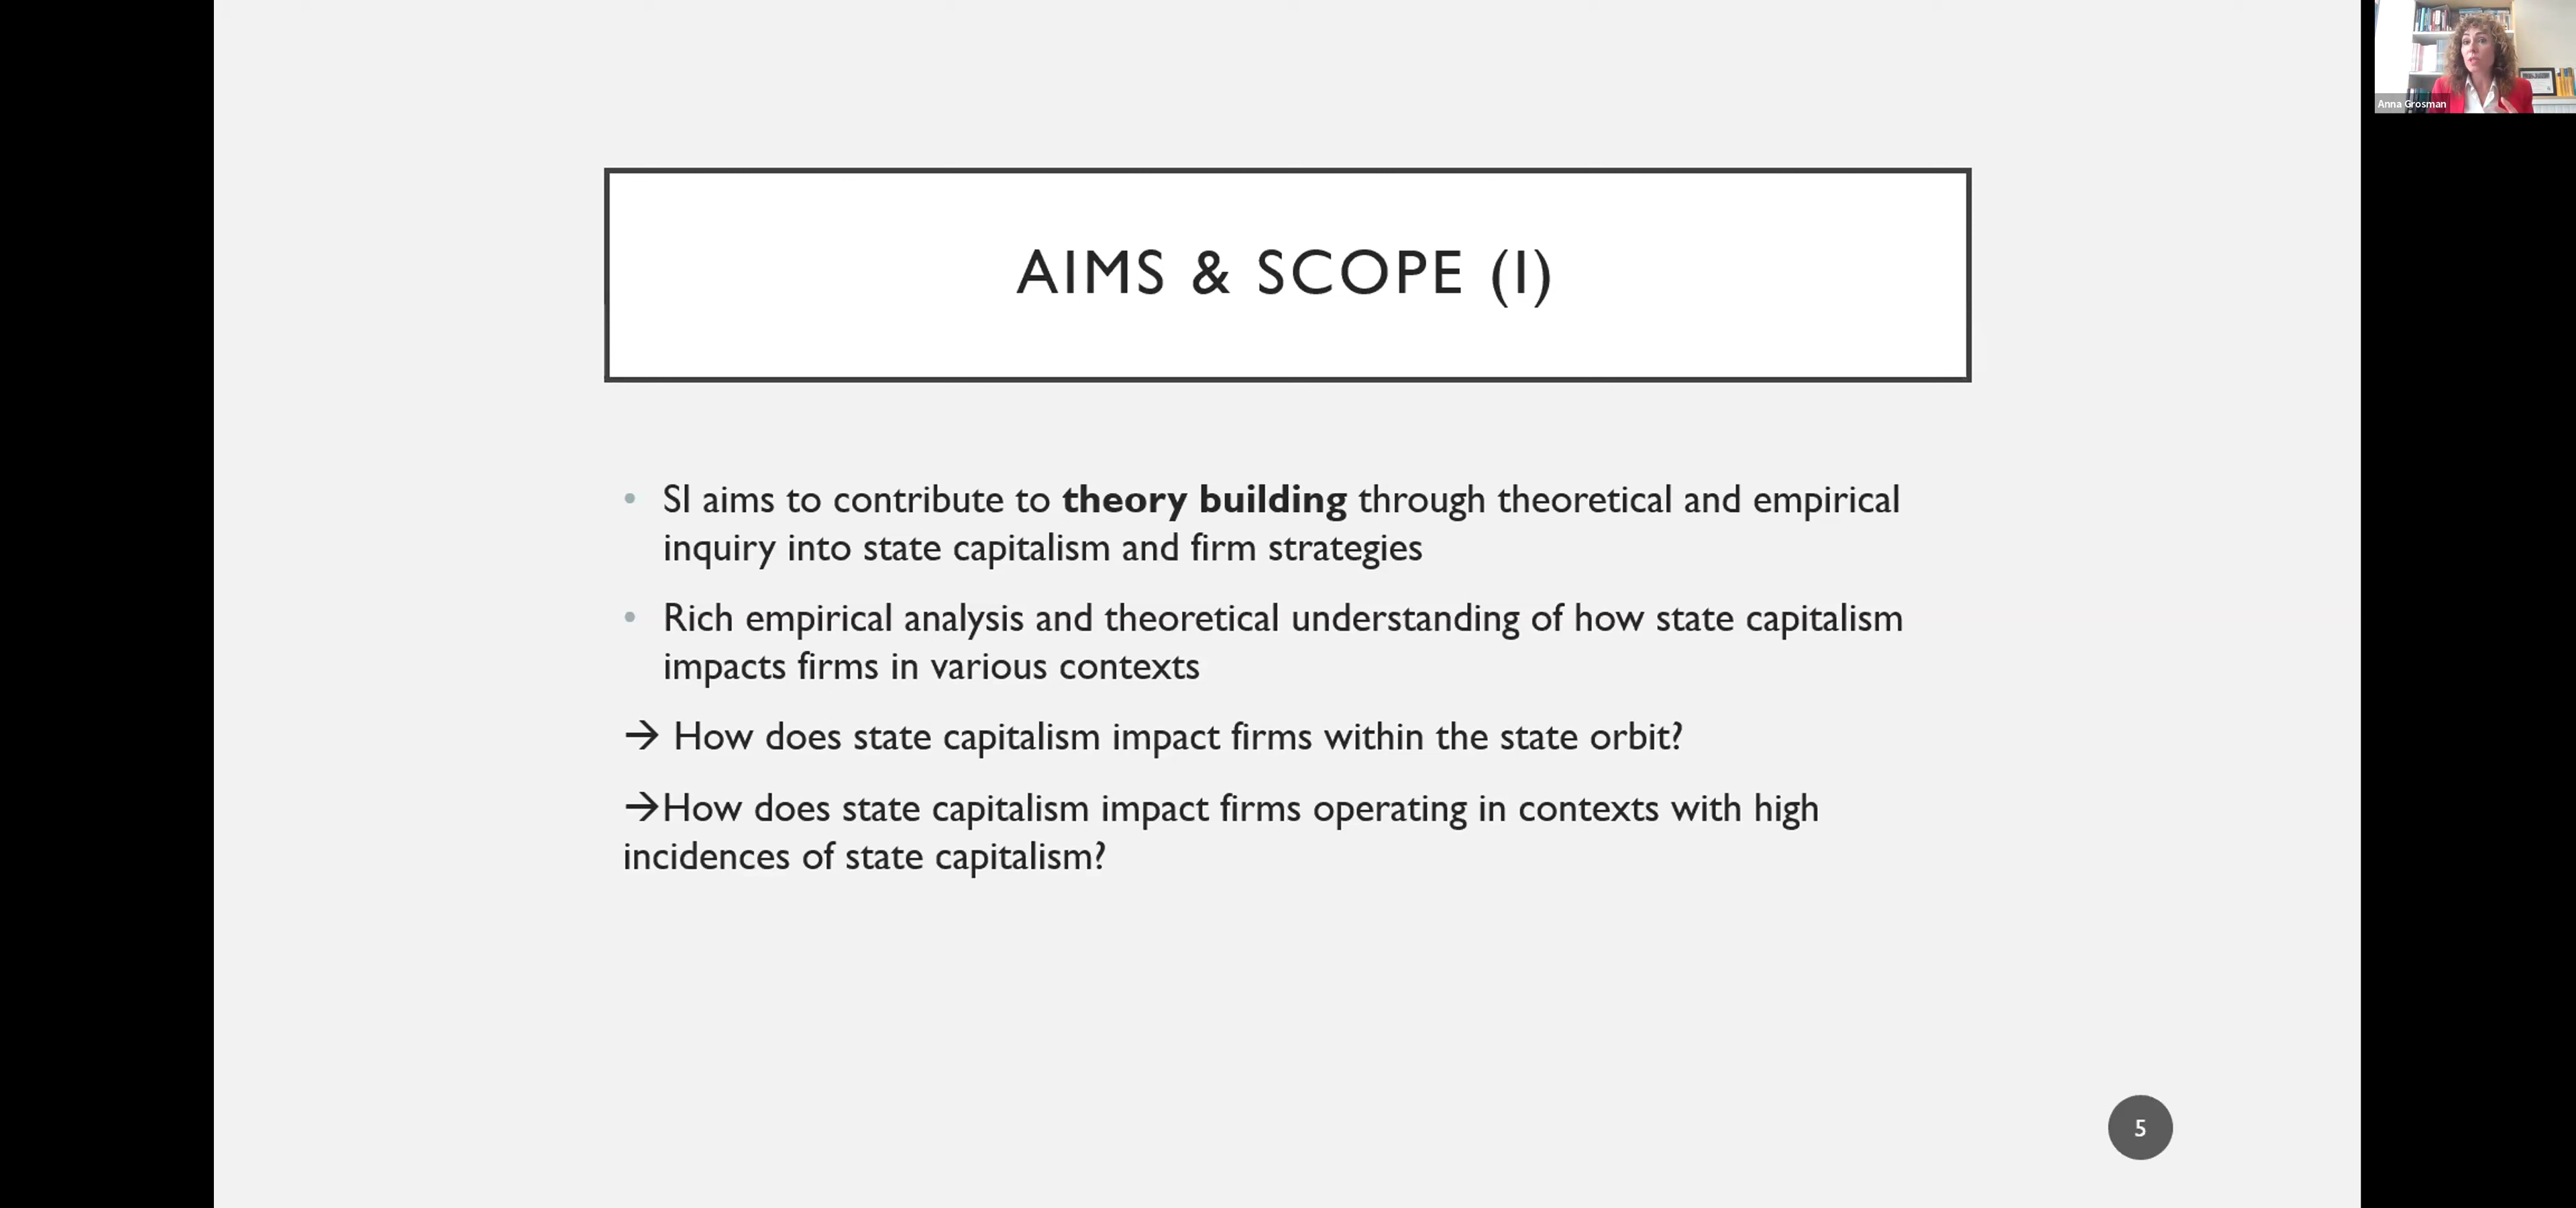 Anna Grosman
AIMS & SCOPE (I)
• SI aims to contribute to theory building through theoretical and empirical
inquiry into state capitalism and firm strategies
• Rich empirical analysis and theoretical understanding of how state capitalism
impacts firms in various contexts
→ How does state capitalism impact firms within the state orbit?
→How does state capitalism impact firms operating in contexts with high
incidences of state capitalism?
5